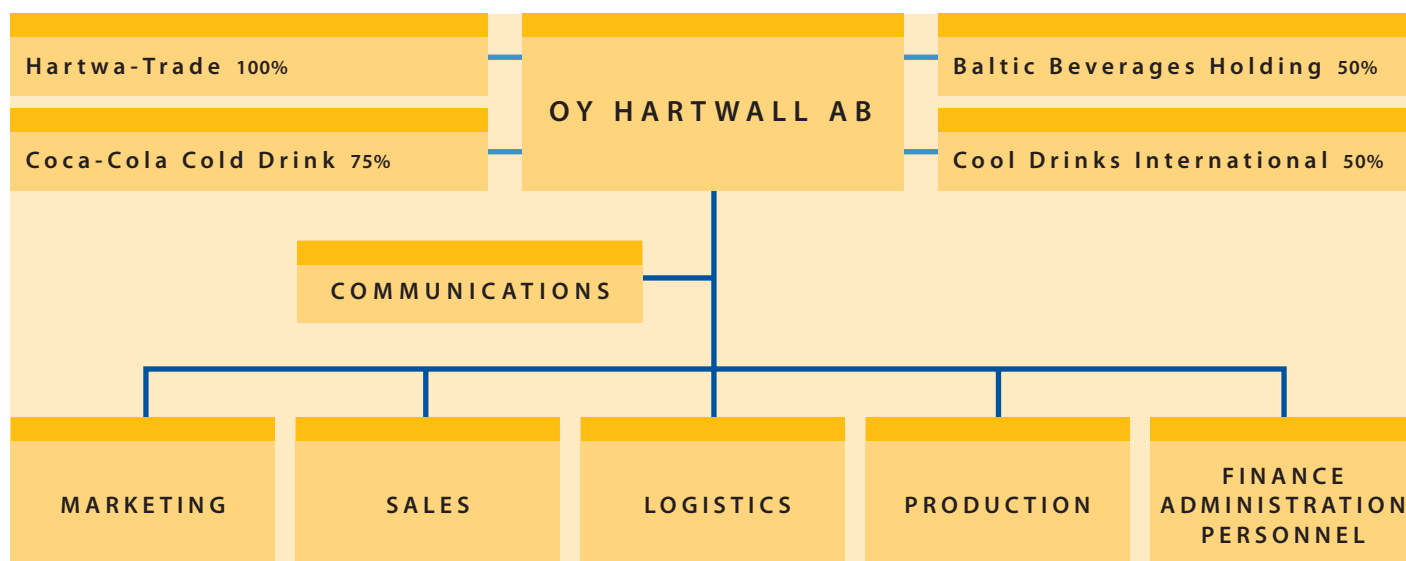 Hartwa-Trade 100%
OY HARTWALL AB
Baltic Beverages Holding 50%
Coca-Cola Cold Drink 75%
Cool Drinks International 50%
COMMUNICATIONS
MARKETING
SALES
LOGISTICS
PRODUCTION
FINANCE
ADMINISTRATION
PERSONNEL